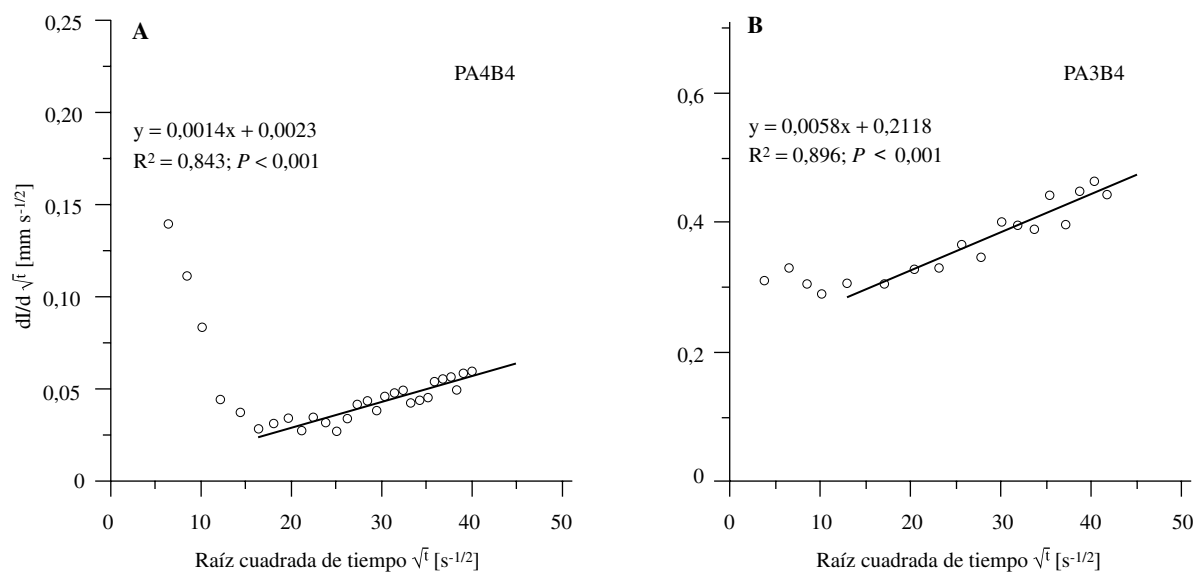 A
PA4B4
y = 0,0014x + 0,0023
R² = 0,843; P < 0,001
dI/d √t [mm s-1/2]
0,25
0,20
0,15
0,10
0,05
0
0 10 20 30 40 50
Raíz cuadrada de tiempo √t [s-1/2]
B
PA3B4
y = 0,0058x + 0,2118
R² = 0,896; P < 0,001
0,6
0,4
0,2
0
0 10 20 30 40 50
Raíz cuadrada de tiempo √t [s-1/2]